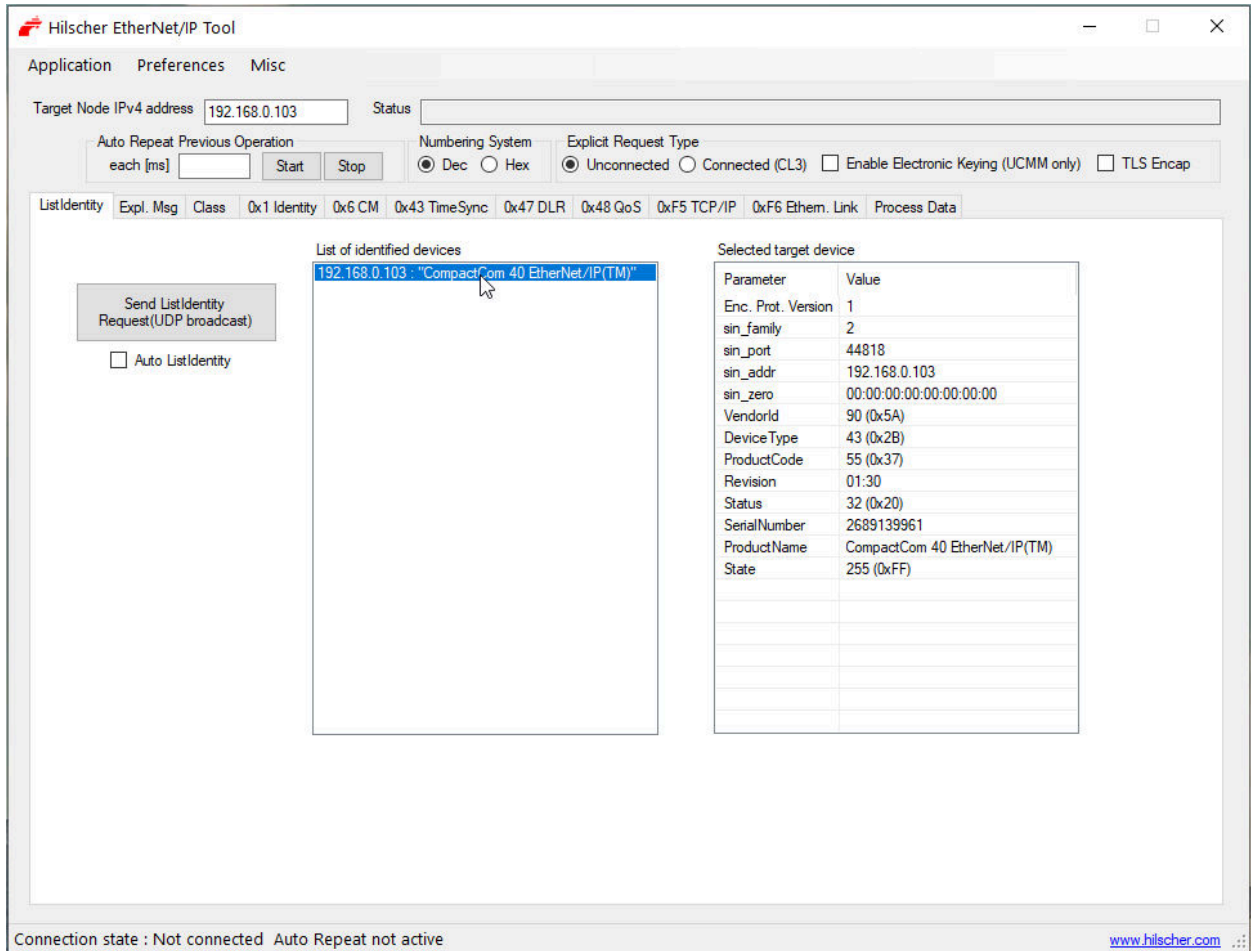 Hilscher EtherNet/IP Tool
Application Preferences Misc
Target Node IPv4 address 192.168.0.103 Status
Auto Repeat Previous Operation Numbering System Explicit Request Type
each [ms] Start Stop Dec Hex Unconnected Connected (CL3) Enable Electronic Keying (UCMM only) TLS Encap
ListIdentity Expl. Msg Class 0x1 Identity 0x6 CM 0x43 TimeSync 0x47 DLR 0x48 QoS 0xF5 TCP/IP 0xF6 Ethern. Link Process Data
List of identified devices
192.168.0.103 : "CompactCom 40 EtherNet/IP(TM)"
Send ListIdentity
Request(UDP broadcast)
Auto ListIdentity
Selected target device
Parameter Value
Enc. Prot. Version 1
sin_family 2
sin_port 44818
sin_addr 192.168.0.103
sin_zero 00:00:00:00:00:00:00:00
VendorId 90 (0x5A)
DeviceType 43 (0x2B)
ProductCode 55 (0x37)
Revision 01:30
Status 32 (0x20)
SerialNumber 2689139961
ProductName CompactCom 40 EtherNet/IP(TM)
State 255 (0xFF)
Connection state : Not connected Auto Repeat not active www.hilscher.com